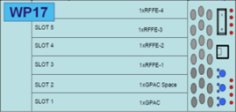 WP17
1xRFFE-4
SLOT 5 1xRFFE-3
SLOT 4 1xRFFE-2
SLOT 3 1xRFFE-1
SLOT 2 1xGPAC Space
SLOT 1 1xGPAC